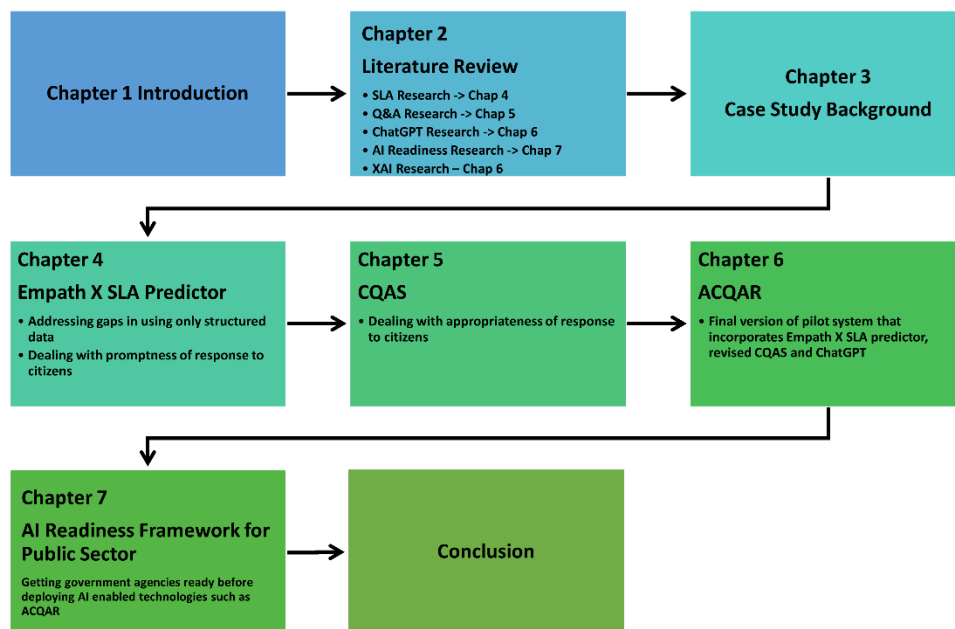 Chapter 1 Introduction
Chapter 2
Literature Review
• SLA Research -> Chap 4
• Q&A Research -> Chap 5
• ChatGPT Research -> Chap 6
• AI Readiness Research -> Chap 7
• XAI Research – Chap 6
Chapter 3
Case Study Background
Chapter 4
Empath X SLA Predictor
• Addressing gaps in using only structured
data
• Dealing with promptness of response to
citizens
Chapter 5
CQAS
• Dealing with appropriateness of response
to citizens
Chapter 6
ACQAR
• Final version of pilot system that
incorporates Empath X SLA predictor,
revised CQAS and ChatGPT
Chapter 7
AI Readiness Framework for
Public Sector
Getting government agencies ready before
deploying AI enabled technologies such as
ACQAR
Conclusion